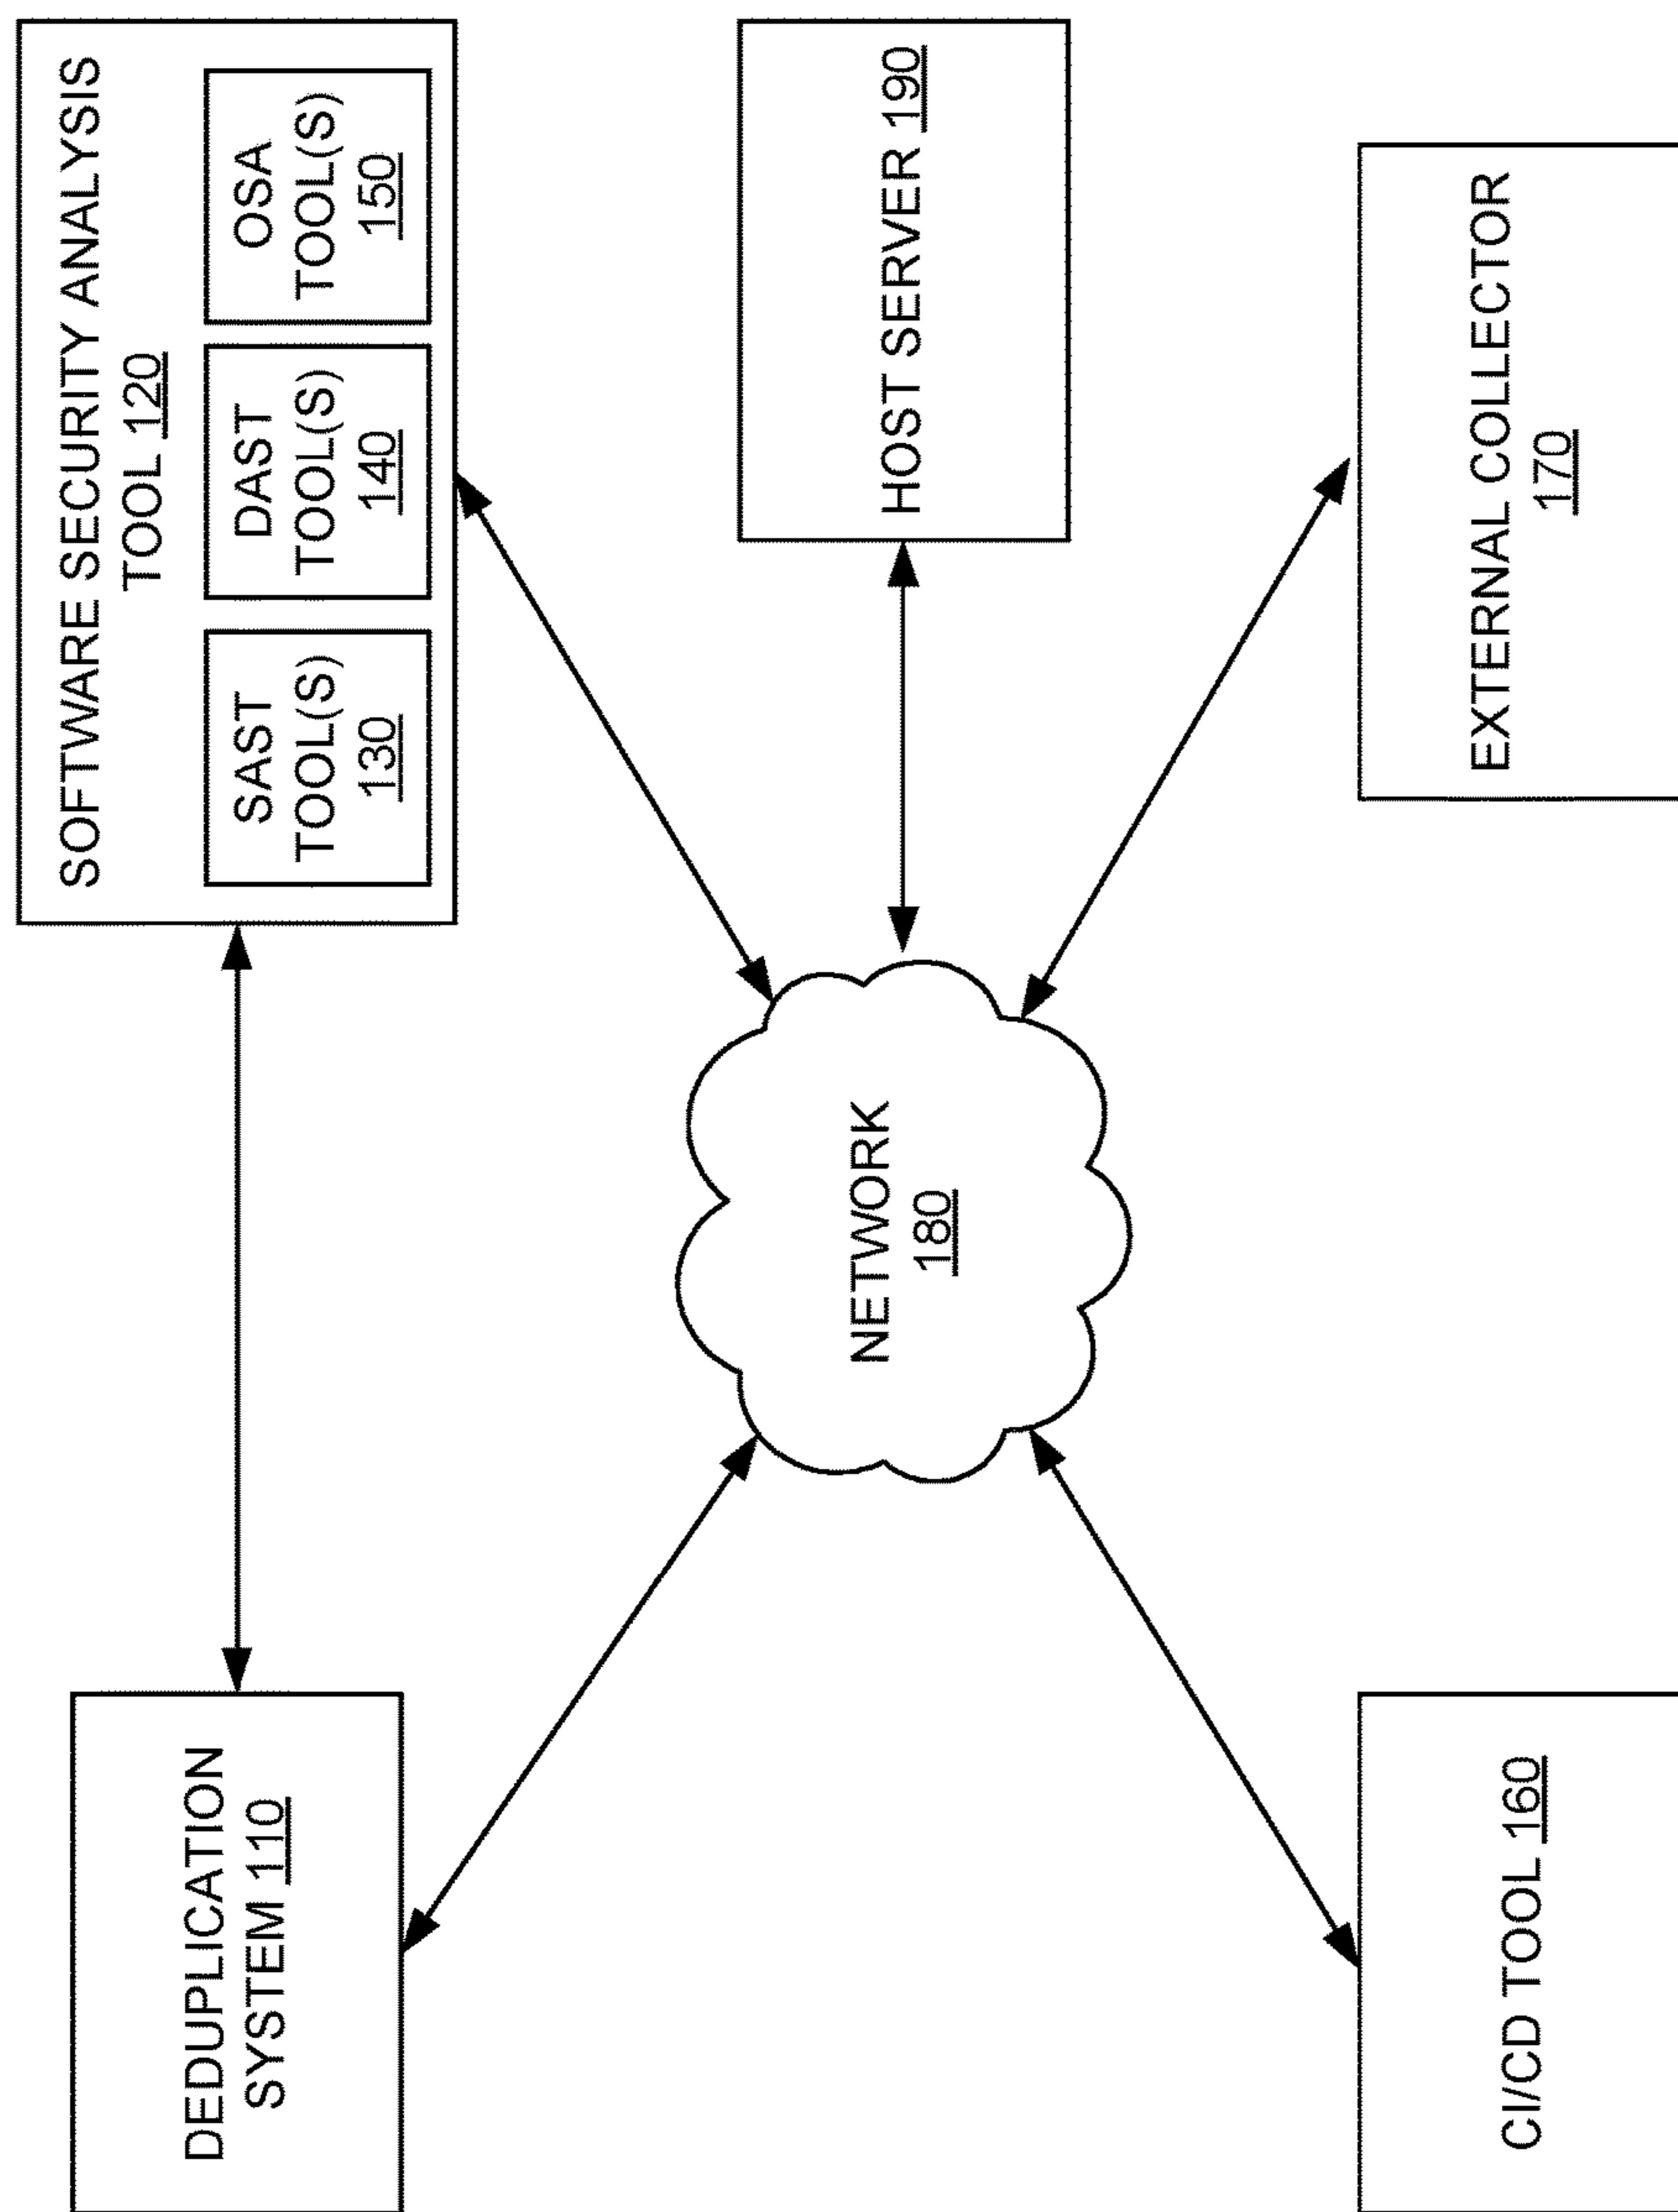 DEDUPLICATION
SYSTEM 110
SOFTWARE SECURITY ANALYSIS
TOOL 120
SAST
TOOL(S)
130
DAST
TOOL(S)
140
OSA
TOOL(S)
150
NETWORK
180
HOST SERVER 190
CI/CD TOOL 160
EXTERNAL COLLECTOR
170